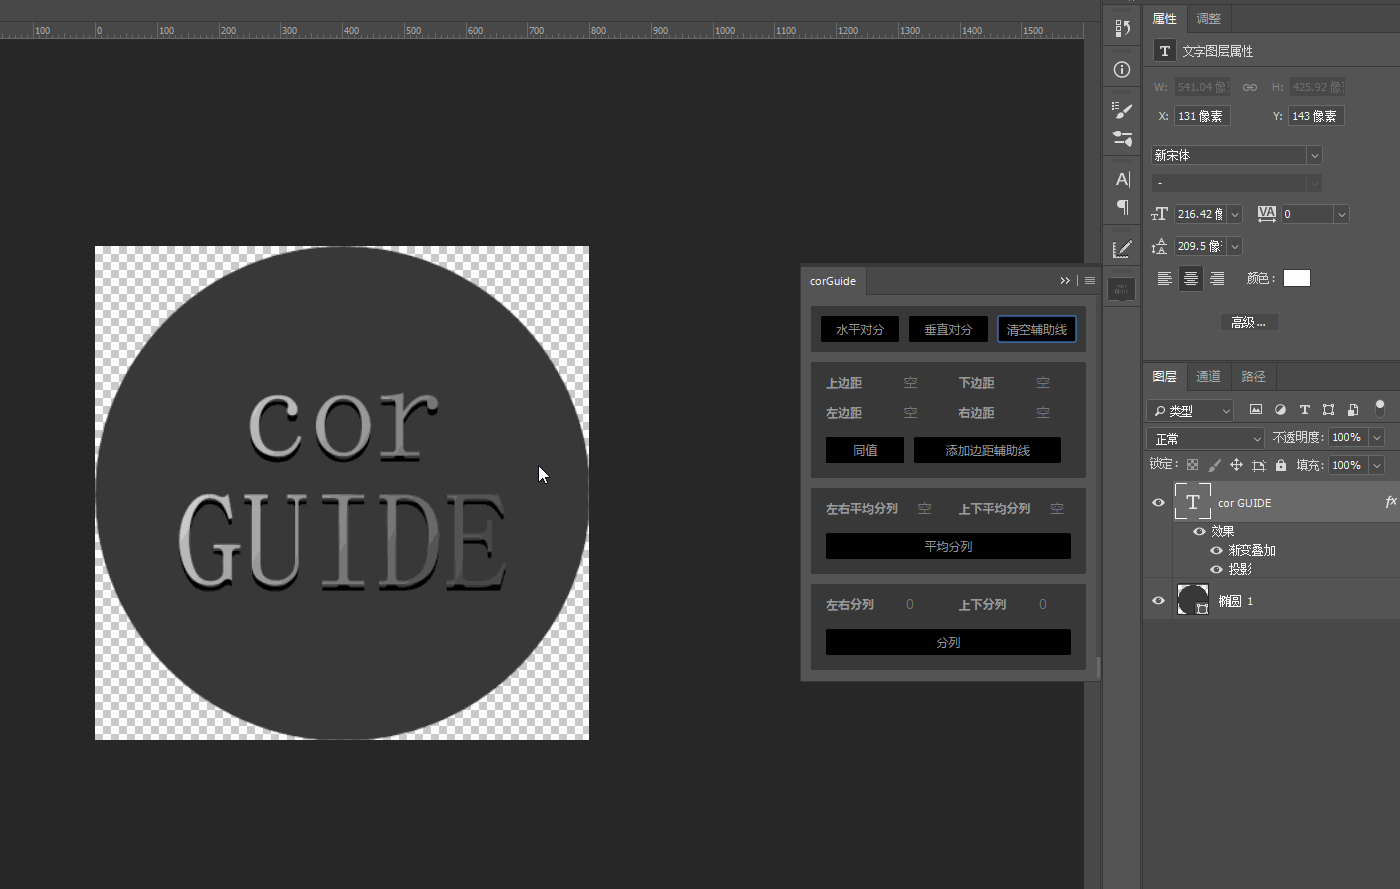 100 0 100 200 300 400 500 600 700 800 900 1000 1100 1200 1300 1400 1500
cor
GUIDE
corGuide
水平对分 垂直对分 清空辅助线
上边距 空 下边距 空
左边距 空 右边距 空
同值 添加边距辅助线
左右平均分列 空 上下平均分列 空
平均分列
左右分列 0 上下分列 0
分列
属性 调整
T 文字图层属性
W: 541.04 像 H: 425.92 像
X: 131 像素 Y: 143 像素
新宋体
-
216.42 像 VA 0
209.5 像
颜色:
高级...
图层 通道 路径
类型
正常 不透明度: 100%
锁定: 填充: 100%
T cor GUIDE fx
效果
渐变叠加
投影
椭圆 1